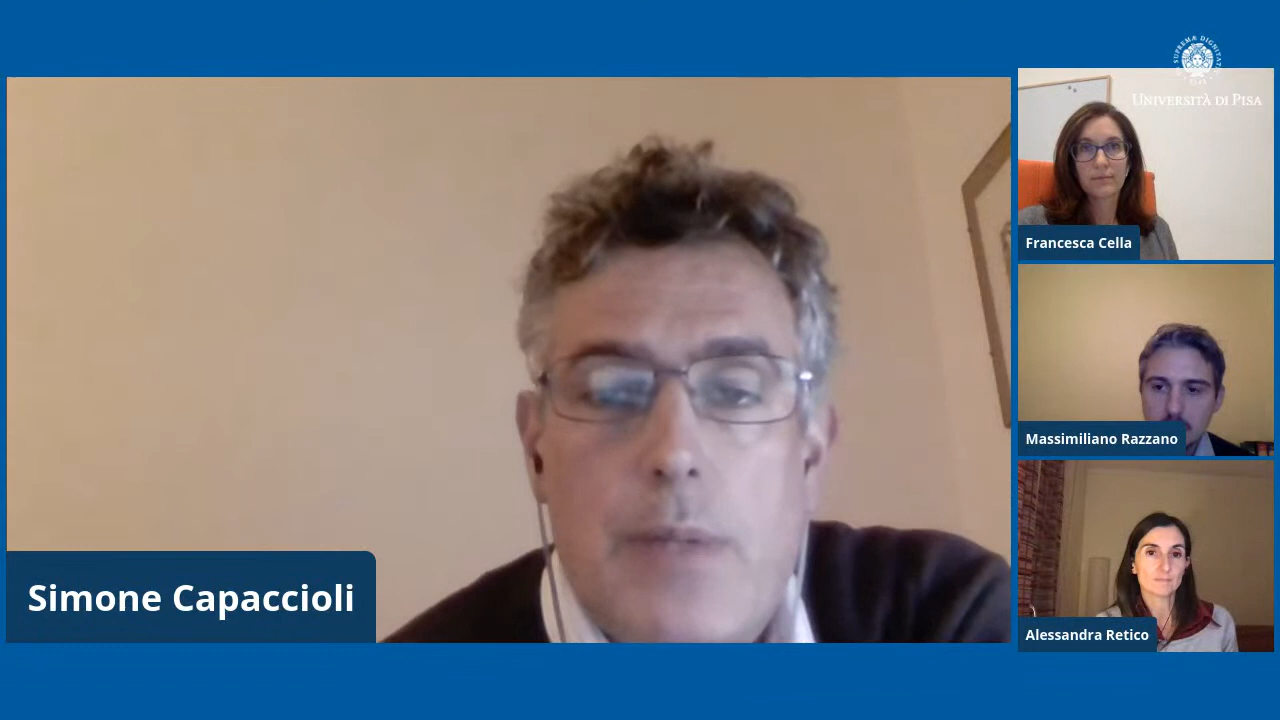 Simone Capaccioli
UNIVERSITÀ DI PISA
Francesca Cella
Massimiliano Razzano
Alessandra Retico